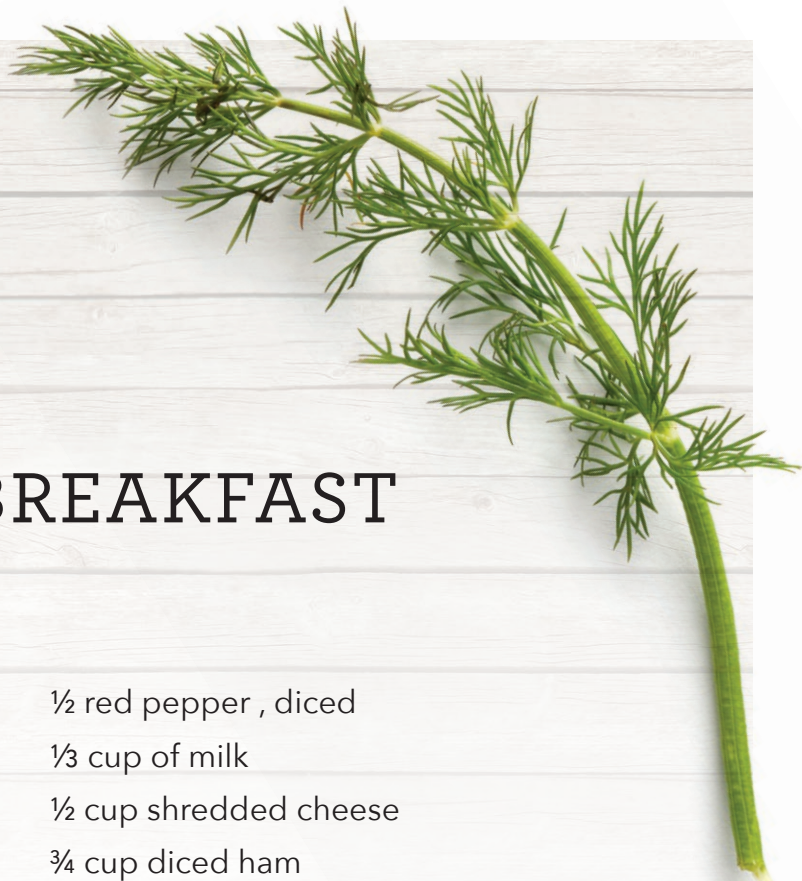 BREAKFAST
½ red pepper , diced
⅓ cup of milk
½ cup shredded cheese
¾ cup diced ham